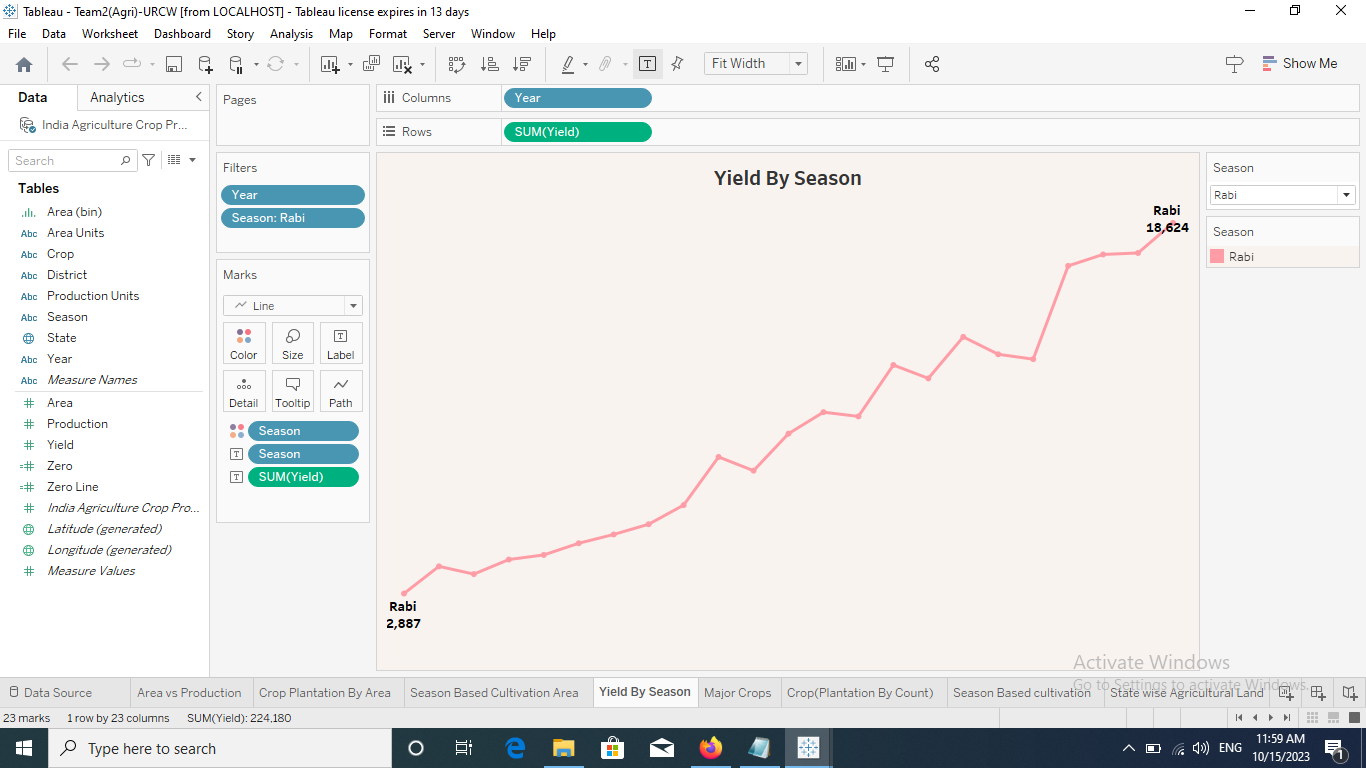 Tableau - Team2(Agri)-URCW [from LOCALHOST] - Tableau license expires in 13 days
File Data Worksheet Dashboard Story Analysis Map Format Server Window Help
Fit Width
Show Me
Data Analytics
India Agriculture Crop Pr...
Search
Tables
Area (bin)
Abc Area Units
Abc Crop
Abc District
Abc Production Units
Abc Season
State
Abc Year
Abc Measure Names
# Area
# Production
# Yield
=# Zero
=# Zero Line
# India Agriculture Crop Pro...
Latitude (generated)
Longitude (generated)
# Measure Values
Pages
Filters
Year
Season: Rabi
Marks
Line
Color Size Label
Detail Tooltip Path
Season
Season
SUM(Yield)
Columns Year
Rows SUM(Yield)
Yield By Season
Rabi
18,624
Rabi
2,887
Season
Rabi
Season
Rabi
Activate Windows
Go to Settings to activate Windows.
Data Source Area vs Production Crop Plantation By Area Season Based Cultivation Area Yield By Season Major Crops Crop(Plantation By Count) Season Based cultivation State wise Agricultural Land
23 marks 1 row by 23 columns SUM(Yield): 224,180
Type here to search
ENG
11:59 AM
10/15/2023
1